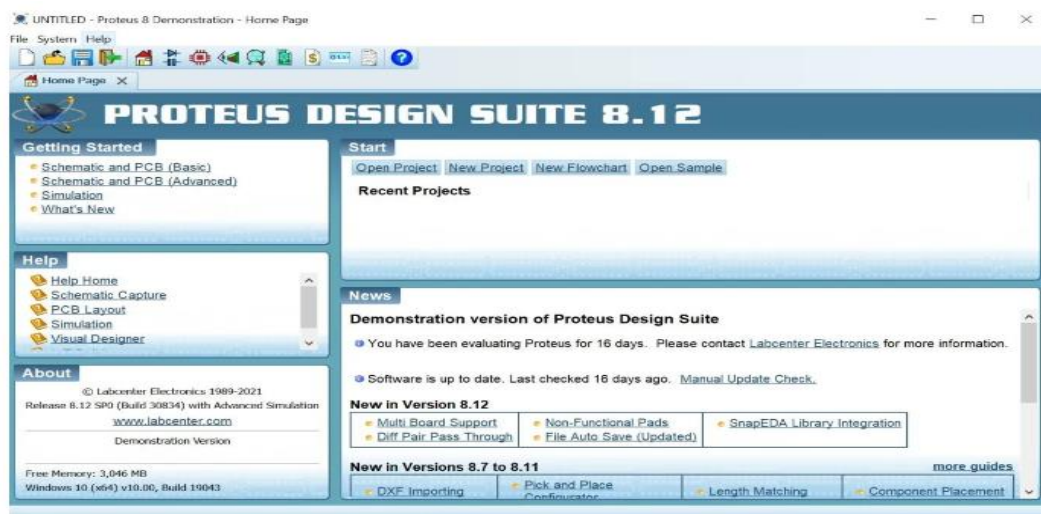 UNTITLED - Proteus 8 Demonstration - Home Page
File System Help
Home Page
PROTEUS DESIGN SUITE 8.12
Getting Started
Schematic and PCB (Basic)
Schematic and PCB (Advanced)
Simulation
What's New
Help
Help Home
Schematic Capture
PCB Layout
Simulation
Visual Designer
About
© Labcenter Electronics 1989-2021
Release 8.12 SP0 (Build 30834) with Advanced Simulation
www.labcenter.com
Demonstration Version
Free Memory: 3,046 MB
Windows 10 (x64) v10.00, Build 19043
Start
Open Project New Project New Flowchart Open Sample
Recent Projects
News
Demonstration version of Proteus Design Suite
You have been evaluating Proteus for 16 days. Please contact Labcenter Electronics for more information.
Software is up to date. Last checked 16 days ago. Manual Update Check.
New in Version 8.12
Multi Board Support Non-Functional Pads SnapEDA Library Integration
Diff Pair Pass Through File Auto Save (Updated)
New in Versions 8.7 to 8.11 more guides
DXF Importing Pick and Place Configurator Length Matching Component Placement